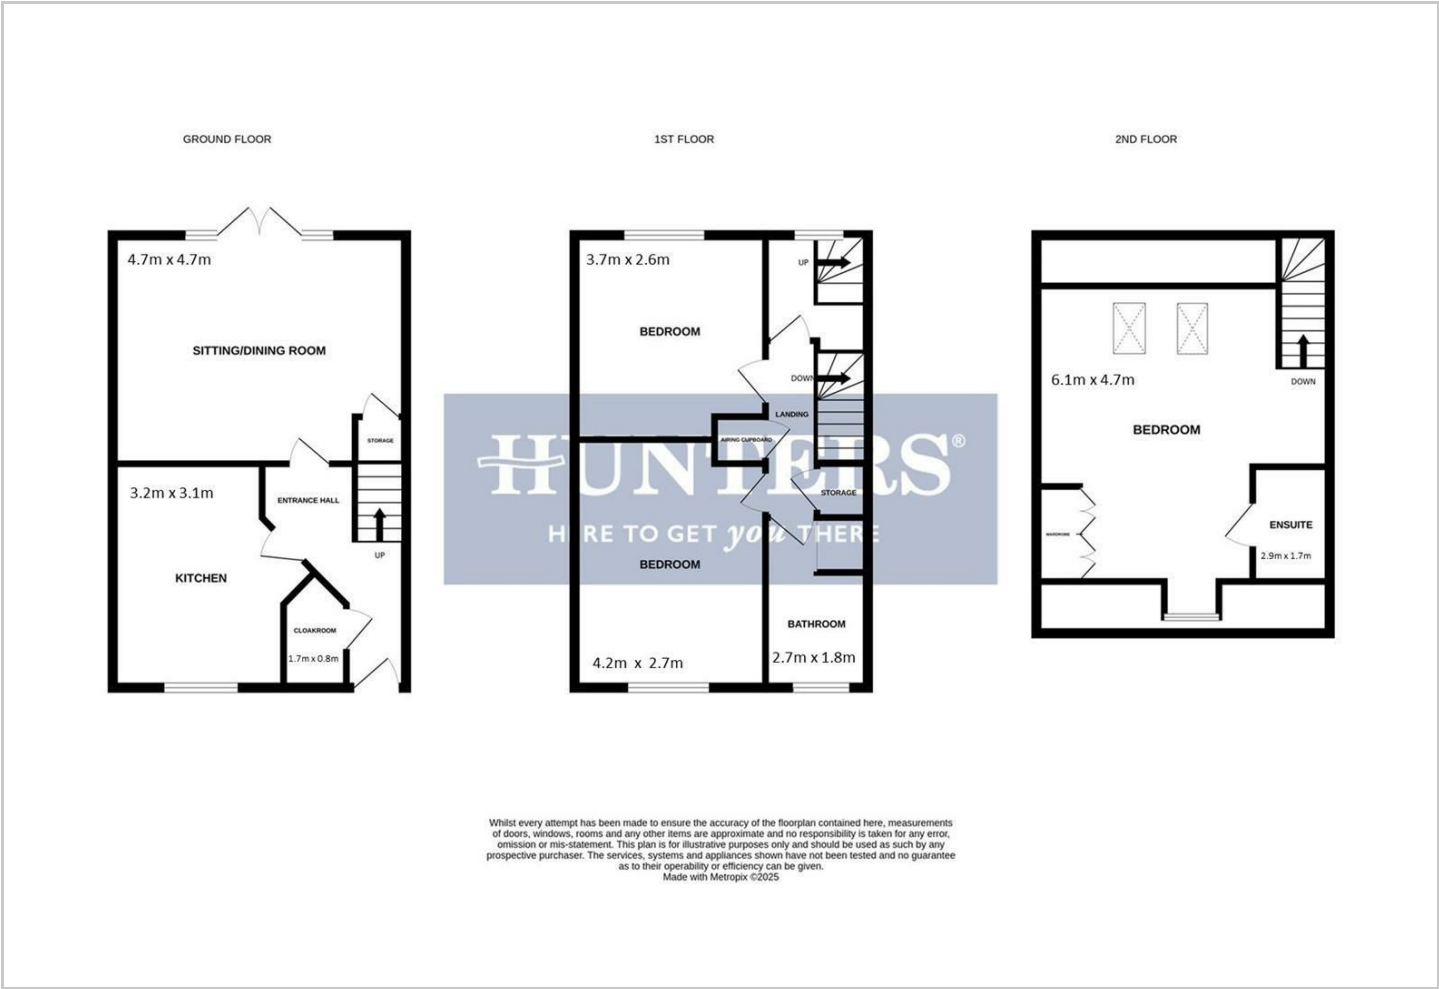 GROUND FLOOR
1ST FLOOR
2ND FLOOR
4.7m x 4.7m
SITTING/DINING ROOM
STORAGE
3.2m x 3.1m
ENTRANCE HALL
UP
KITCHEN
CLOAKROOM
1.7m x 0.8m
3.7m x 2.6m
UP
BEDROOM
DOWN
LANDING
AIRING CUPBOARD
HUNTERS®
STORAGE
HERE TO GET you THERE
BEDROOM
BATHROOM
4.2m x 2.7m
2.7m x 1.8m
6.1m x 4.7m
DOWN
BEDROOM
ENSUITE
WARDROBE
2.9m x 1.7m
Whilst every attempt has been made to ensure the accuracy of the floorplan contained here, measurements
of doors, windows, rooms and any other items are approximate and no responsibility is taken for any error,
omission or mis-statement. This plan is for illustrative purposes only and should be used as such by any
prospective purchaser. The services, systems and appliances shown have not been tested and no guarantee
as to their operability or efficiency can be given.
Made with Metropix ©2025